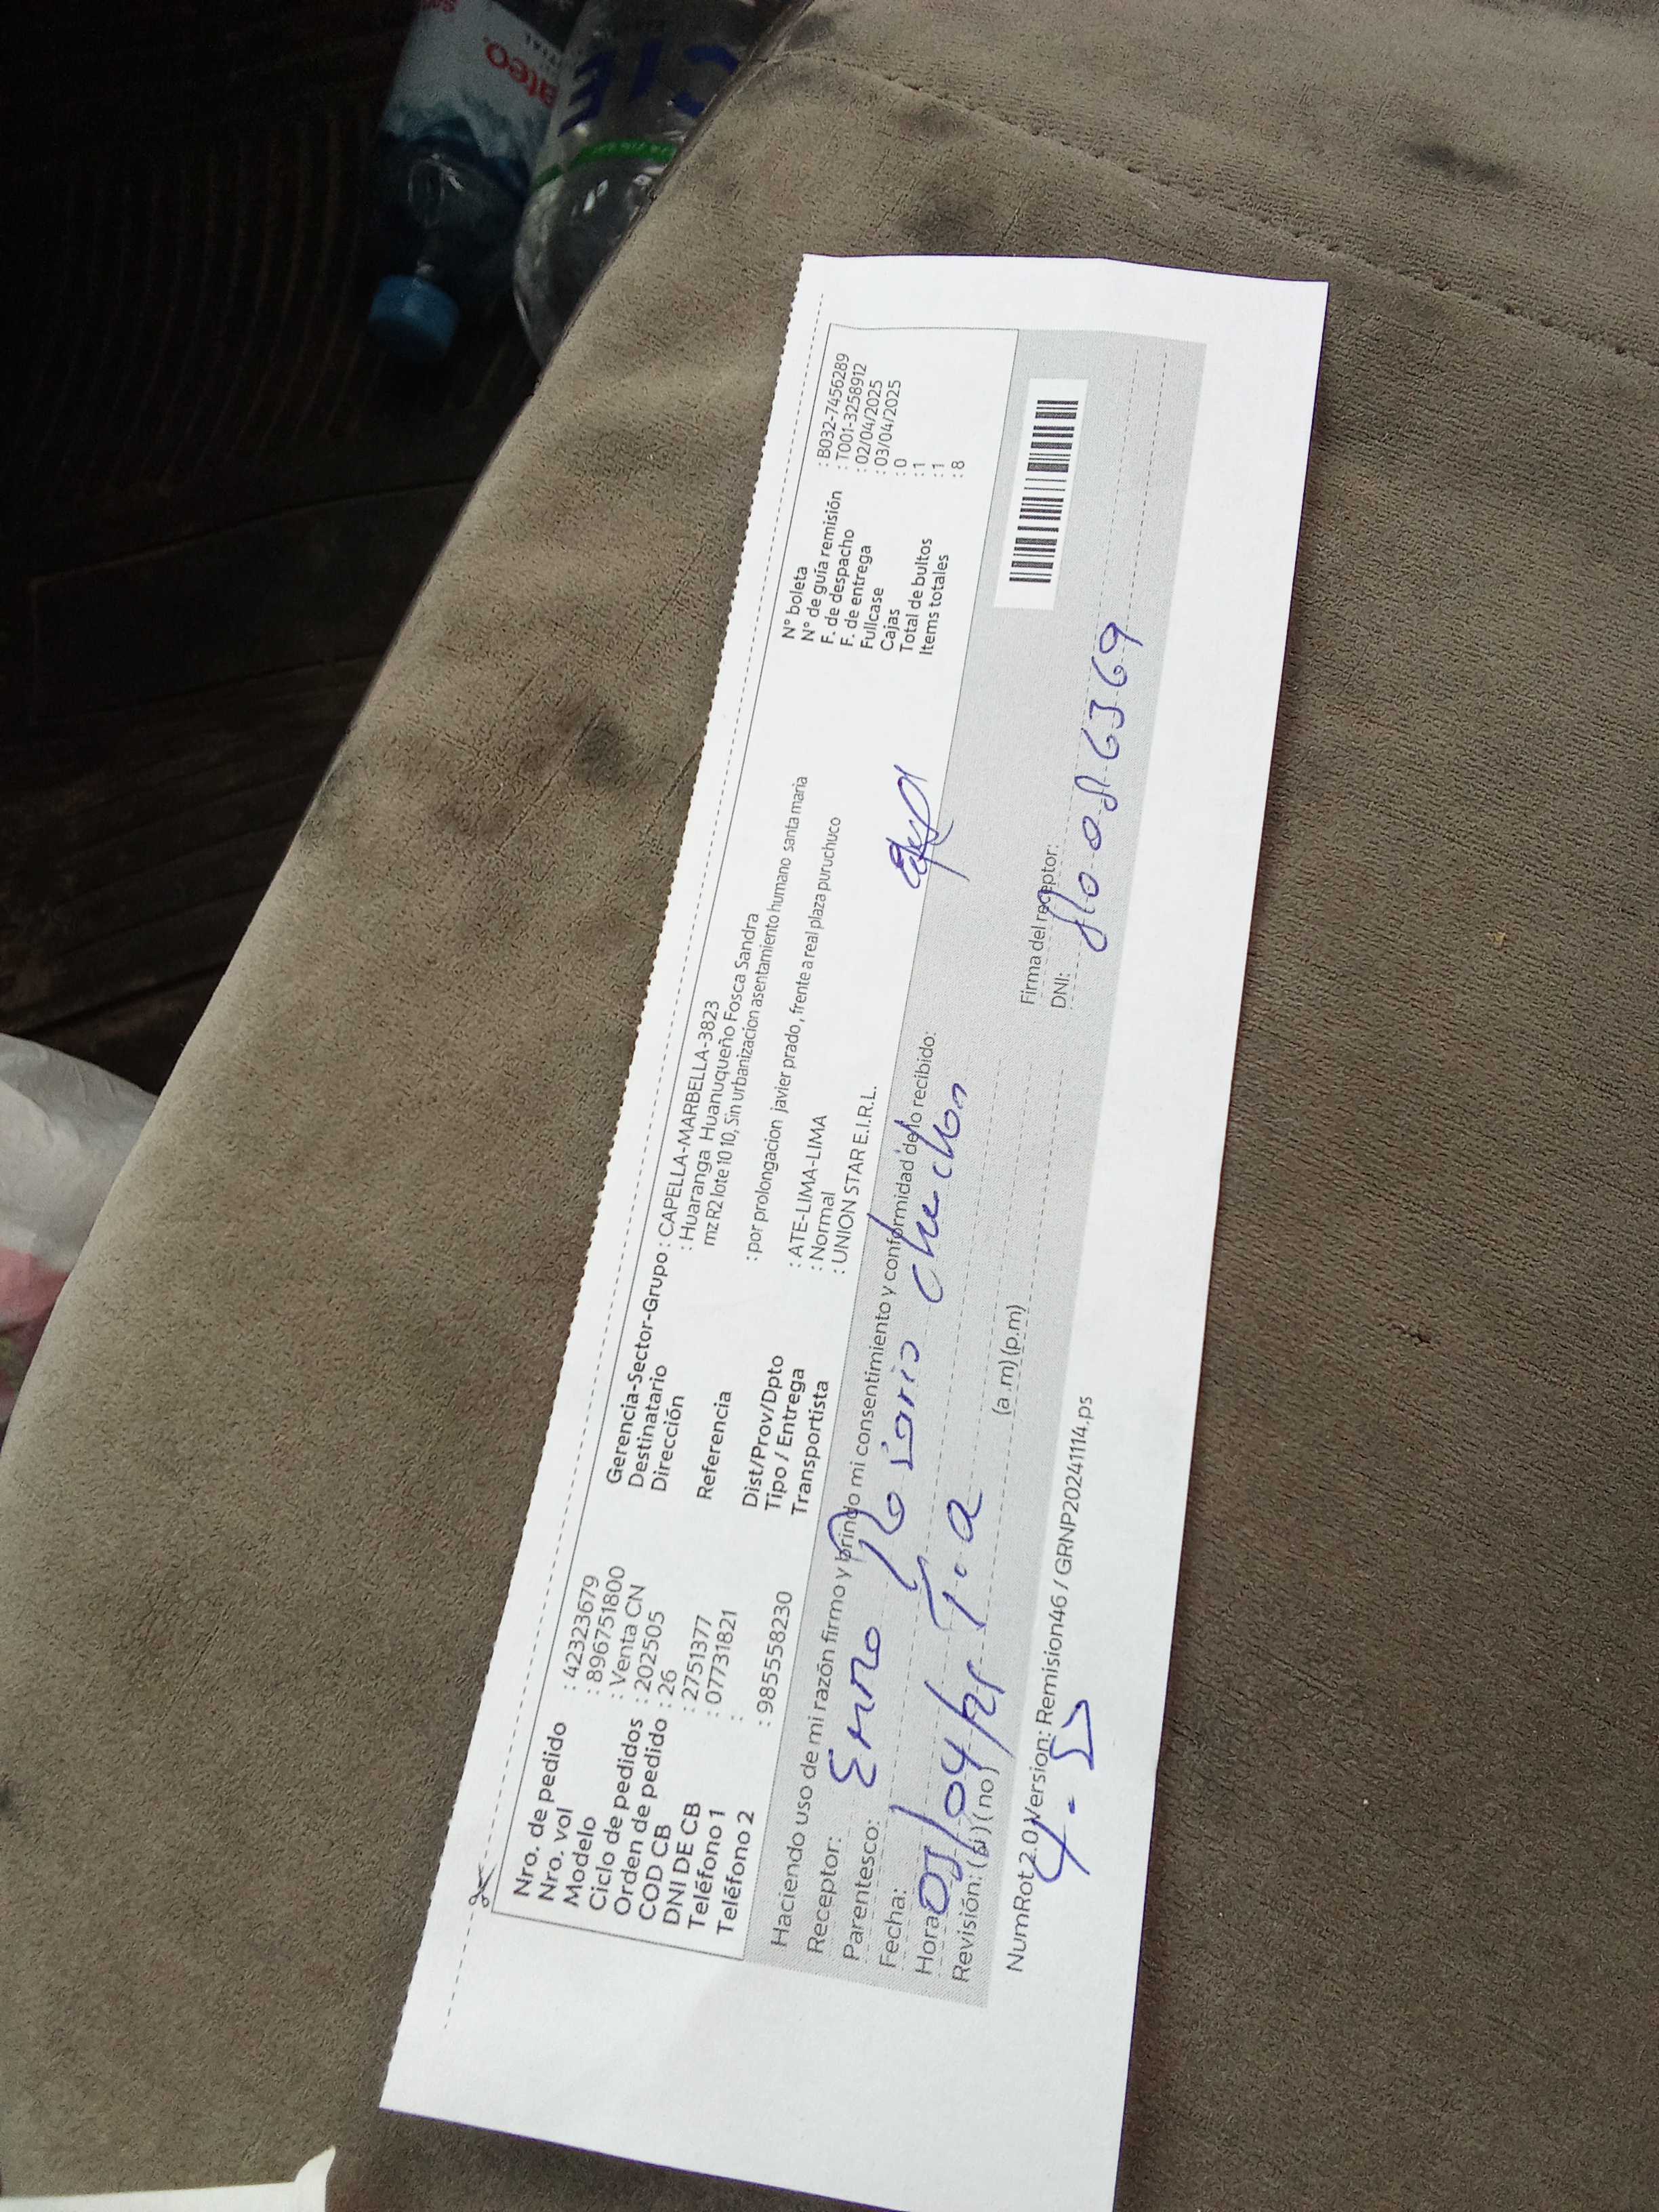 Nro. de pedido : 42323679
Nro. vol : 8967518​00
Modelo : Venta CN
Ciclo de pedidos : 202505
Orden de pedido : 26
COD CB : 27513​77
DNI DE CB : 07731821
Teléfono 1 :
Teléfono 2 : 985558230
Gerencia-Sector-Grupo : CAPELLA-MARBELLA-3823
Destinatario : Huaranga Huanuqueño Fosca Sandra
Dirección mz R2 lote 10 10, Sin urbanizacion asentamiento humano santa maria
Referencia : por prolongacion javier prado, frente a real plaza puruchuco
Dist/Prov/Dpto : ATE-LIMA-LIMA
Tipo / Entrega : Normal
Transportista : UNION STAR E.I.R.L.
N° boleta : B032-7456289
N° de guía remisión : T001-3258912
F. de despacho : 02/04/2025
F. de entrega : 03/04/2025
Fullcase : 0
Cajas : 1
Total de bultos : 1
Items totales : 8
Haciendo uso de mi razón firmo y brindo mi consentimiento y conformidad de lo recibido:
Receptor:
Parentesco: Rosario
Fecha: 03/04/25
Hora (a.m) (p.m)
Revisión: (si) (no)
Firma del receptor:
DNI:
NumRot 2.0 Version: Remision46 / GRNP20241114.ps
ateo.
CIE